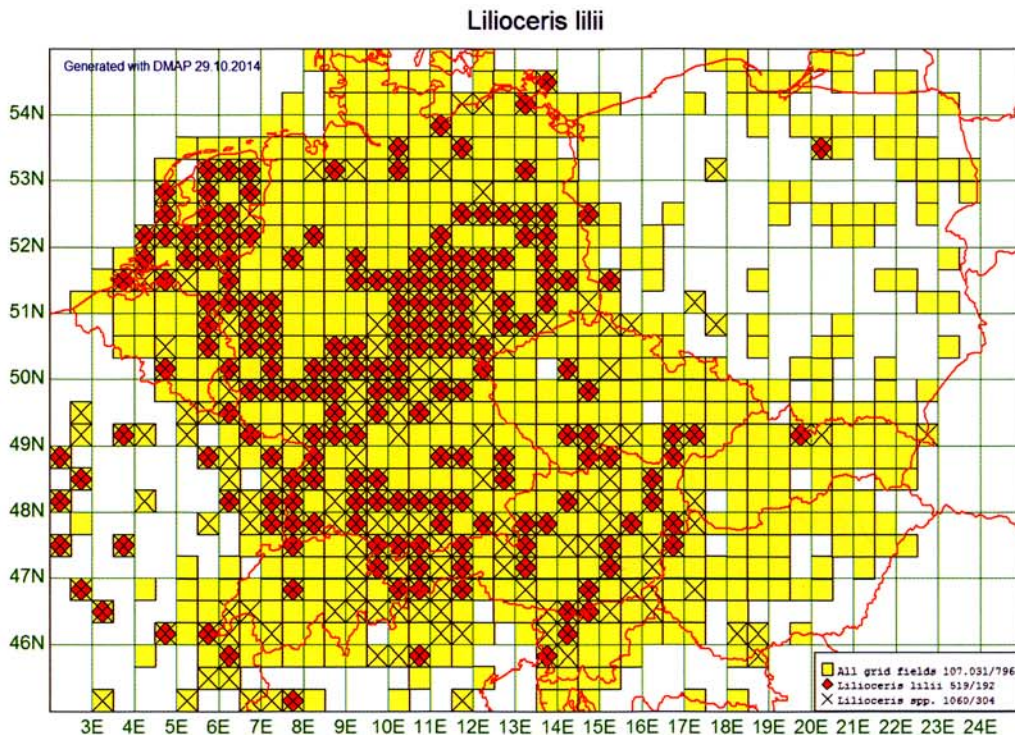 Lilioceris lilii
Generated with DMAP 29.10.2014
54N
53N
52N
51N
50N
49N
48N
47N
46N
All grid fields 107.031/796
Lilioceris lilii 519/192
Lilioceris spp. 1060/304
3E 4E 5E 6E 7E 8E 9E 10E 11E 12E 13E 14E 15E 16E 17E 18E 19E 20E 21E 22E 23E 24E